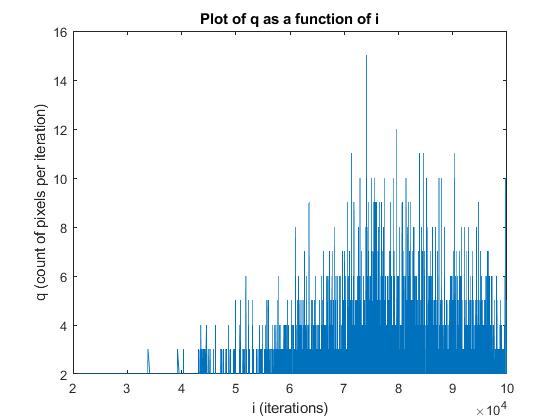 Plot of q as a function of i
q (count of pixels per iteration)
16
14
12
10
8
6
4
2
2 3 4 5 6 7 8 9 10
i (iterations)
×10^4